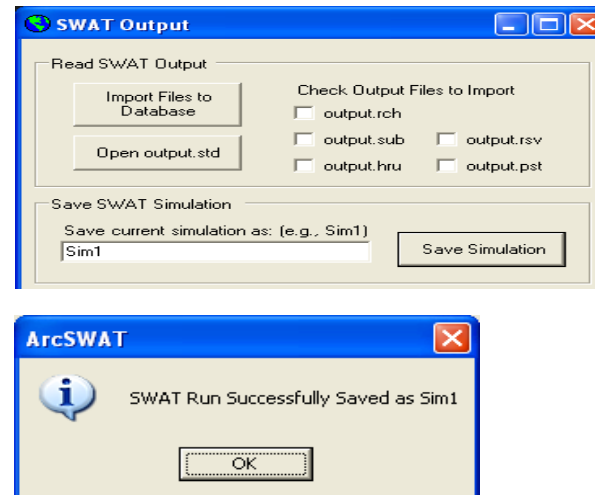 SWAT Output
Read SWAT Output
Import Files to
Database
Open output.std
Check Output Files to Import
output.rch
output.sub output.rsv
output.hru output.pst
Save SWAT Simulation
Save current simulation as: (e.g., Sim1)
Sim1
Save Simulation
ArcSWAT
SWAT Run Successfully Saved as Sim1
OK